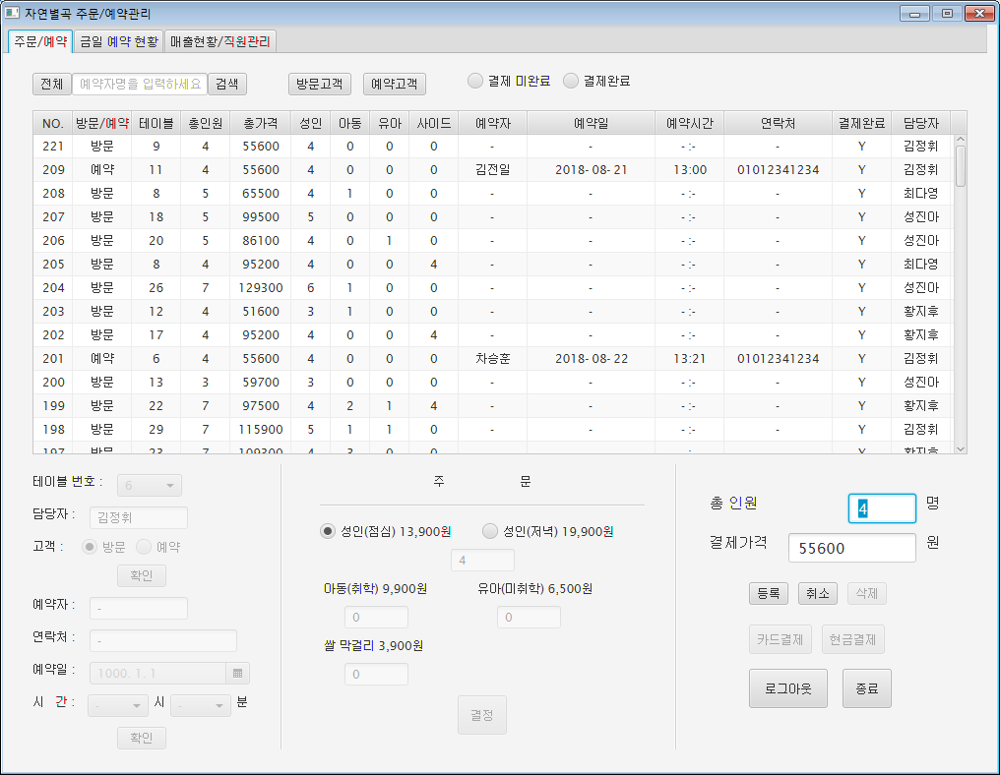 자연별곡 주문/예약관리
주문/예약 금일 예약 현황 매출현황/직원관리
전체 예약자명을 입력하세요 검색 방문고객 예약고객 결제 미완료 결제완료
NO. 방문/예약 테이블 총인원 총가격 성인 아동 유아 사이드 예약자 예약일 예약시간 연락처 결제완료 담당자
221 방문 9 4 55600 4 0 0 0 - - - :- - Y 김정휘
209 예약 11 4 55600 4 0 0 0 김전일 2018- 08- 21 13:00 01012341234 Y 김정휘
208 방문 8 5 65500 4 1 0 0 - - - :- - Y 최다영
207 방문 18 5 99500 5 0 0 0 - - - :- - Y 성진아
206 방문 20 5 86100 4 0 1 0 - - - :- - Y 성진아
205 방문 8 4 95200 4 0 0 4 - - - :- - Y 최다영
204 방문 26 7 129300 6 1 0 0 - - - :- - Y 성진아
203 방문 12 4 51600 3 1 0 0 - - - :- - Y 황지후
202 방문 17 4 95200 4 0 0 4 - - - :- - Y 황지후
201 예약 6 4 55600 4 0 0 0 차승훈 2018- 08- 22 13:21 01012341234 Y 김정휘
200 방문 13 3 59700 3 0 0 0 - - - :- - Y 성진아
199 방문 22 7 97500 4 2 1 4 - - - :- - Y 황지후
198 방문 29 7 115900 5 1 1 0 - - - :- - Y 김정휘
197 방문 23 7 109300 4 3 0 0 - - - :- - Y 황지후
테이블 번호 : 6
담당자 : 김정휘
고객 : 방문 예약
확인
예약자 : -
연락처 : -
예약일 : 1000. 1. 1
시 간 : - 시 - 분
확인
주 문
성인(점심) 13,900원 성인(저녁) 19,900원
4
아동(취학) 9,900원 유아(미취학) 6,500원
0 0
쌀 막걸리 3,900원
0
결정
총 인원 4 명
결제가격 55600 원
등록 취소 삭제
카드결제 현금결제
로그아웃 종료